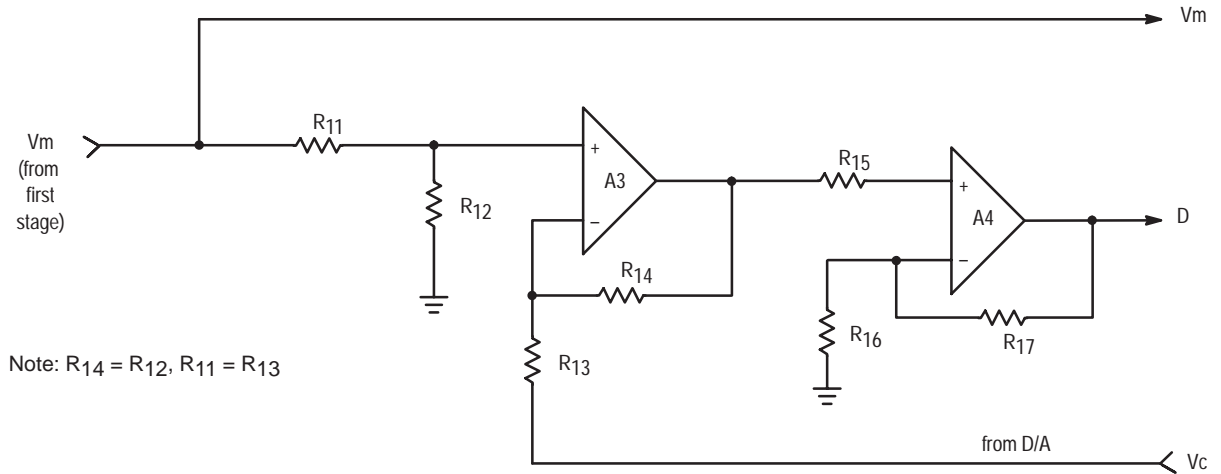 Vm
Vm
(from
first
stage)
R11
R12
+
A3
–
R14
R13
R15
+
A4
–
D
R16
R17
Note: R14 = R12, R11 = R13
from D/A
Vc